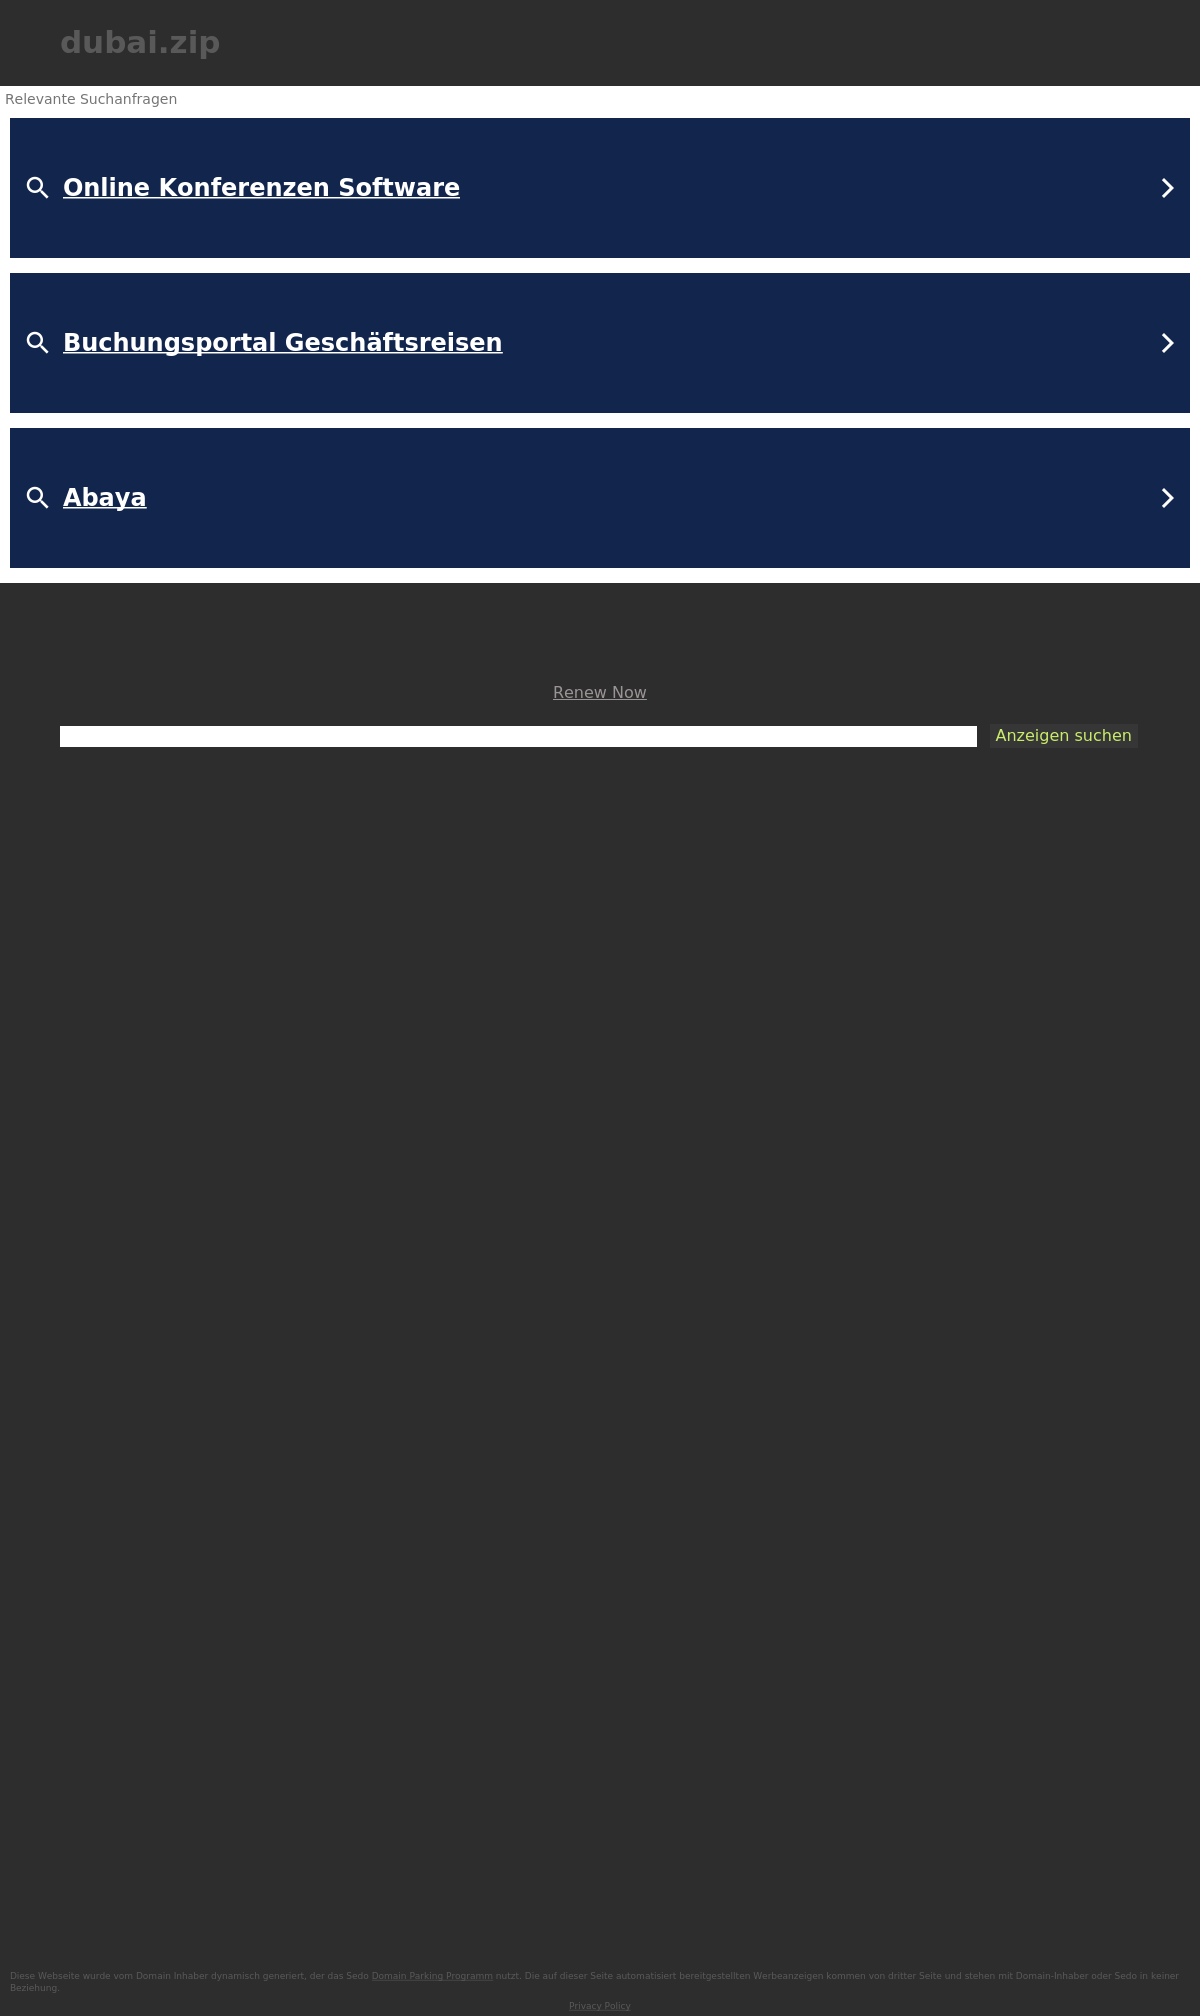 dubai.zip
Relevante Suchanfragen
Online Konferenzen Software
Buchungsportal Geschäftsreisen
Abaya
Renew Now
Anzeigen suchen
Diese Webseite wurde vom Domain Inhaber dynamisch generiert, der das Sedo Domain Parking Programm nutzt. Die auf dieser Seite automatisiert bereitgestellten Werbeanzeigen kommen von dritter Seite und stehen mit Domain-Inhaber oder Sedo in keiner
Beziehung.
Privacy Policy